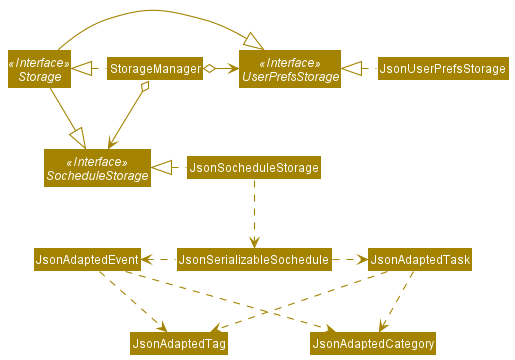 «Interface»
Storage
StorageManager
«Interface»
UserPrefsStorage
JsonUserPrefsStorage
«Interface»
SocheduleStorage
JsonSocheduleStorage
JsonAdaptedEvent
JsonSerializableSochedule
JsonAdaptedTask
JsonAdaptedTag
JsonAdaptedCategory